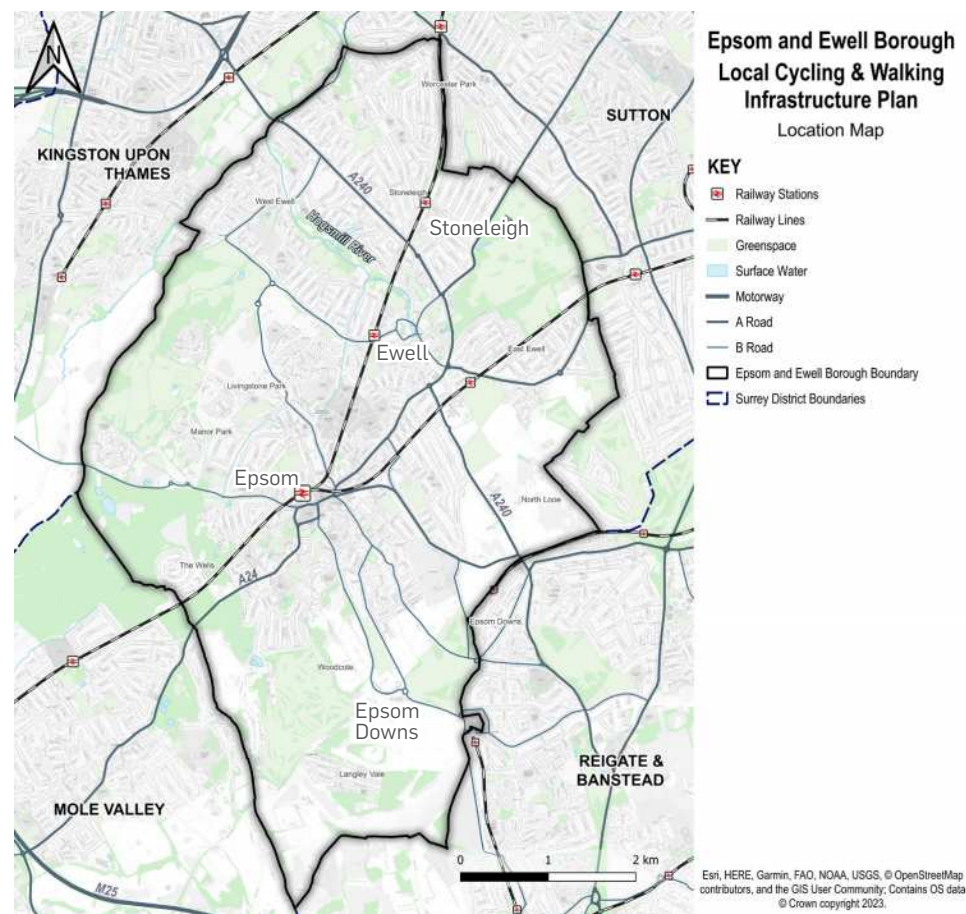 N
Epsom and Ewell Borough
Local Cycling & Walking
Infrastructure Plan
Location Map
KEY
Railway Stations
Railway Lines
Greenspace
Surface Water
Motorway
A Road
B Road
Epsom and Ewell Borough Boundary
Surrey District Boundaries
Worcester Park
SUTTON
KINGSTON UPON
THAMES
A240
Stoneleigh
West Ewell
Hogsmill River
Stoneleigh
Ewell
East Ewell
Livingstone Park
Manor Park
Epsom
A240
North Looe
The Wells
A24
Epsom Downs
Woodcote
Epsom
Downs
REIGATE &
BANSTEAD
Langley Vale
MOLE VALLEY
M25
0 1 2 km
Esri, HERE, Garmin, FAO, NOAA, USGS, © OpenStreetMap
contributors, and the GIS User Community; Contains OS data
© Crown copyright 2023.